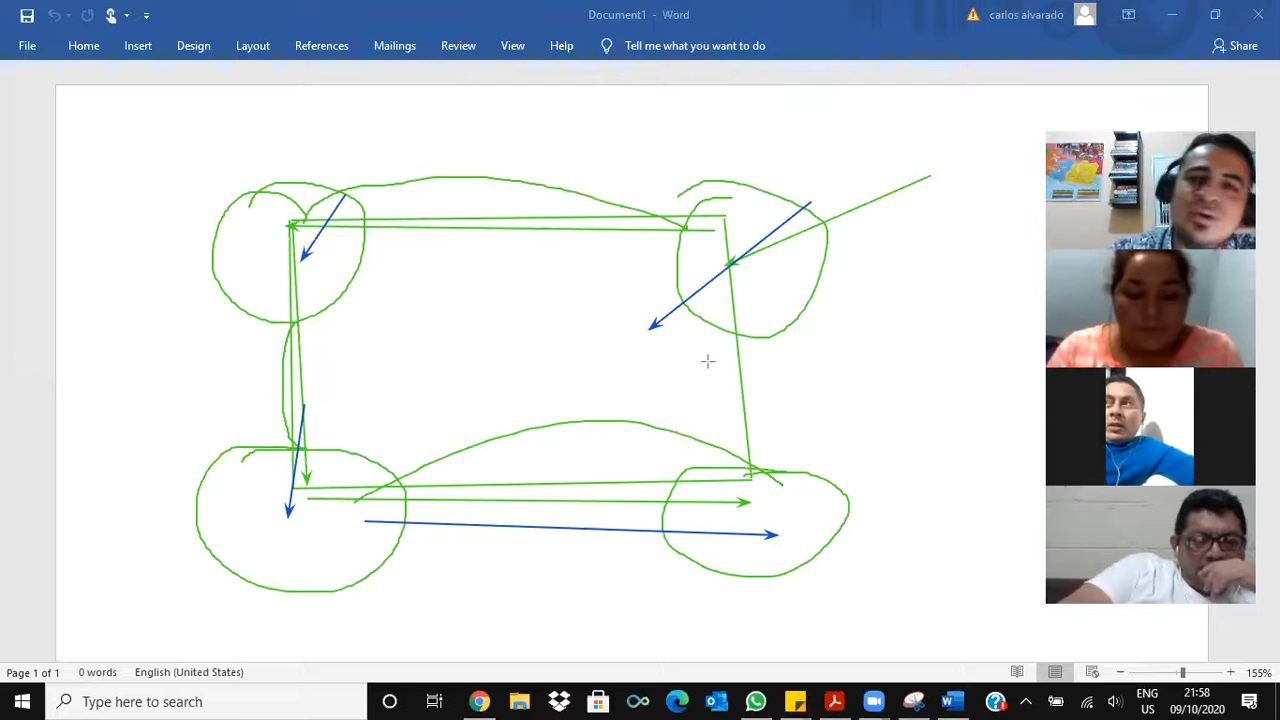 Document1 - Word
carlos alvarado
File Home Insert Design Layout References Mailings Review View Help Tell me what you want to do Share
Page 1 of 1 0 words English (United States) 155%
Type here to search
ENG
US
21:58
09/10/2020